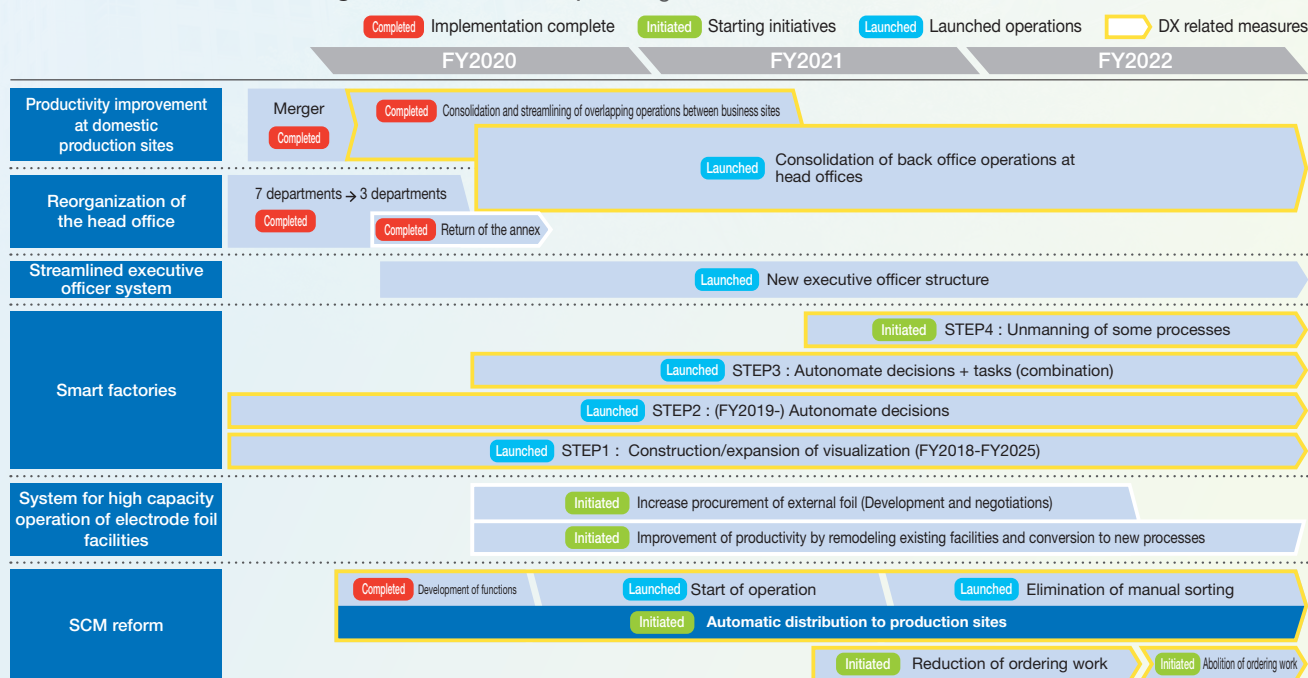 Completed Implementation complete Initiated Starting initiatives Launched Launched operations DX related measures
FY2020 FY2021 FY2022
Productivity improvement
at domestic
production sites
Merger
Completed
Completed Consolidation and streamlining of overlapping operations between business sites
Launched Consolidation of back office operations at
head offices
Reorganization of
the head office
7 departments → 3 departments
Completed
Completed Return of the annex
Streamlined executive
officer system
Launched New executive officer structure
Smart factories
Initiated STEP4 : Unmanning of some processes
Launched STEP3 : Autonomate decisions + tasks (combination)
Launched STEP2 : (FY2019-) Autonomate decisions
Launched STEP1 : Construction/expansion of visualization (FY2018-FY2025)
System for high capacity
operation of electrode foil
facilities
Initiated Increase procurement of external foil (Development and negotiations)
Initiated Improvement of productivity by remodeling existing facilities and conversion to new processes
SCM reform
Completed Development of functions
Launched Start of operation
Launched Elimination of manual sorting
Initiated Automatic distribution to production sites
Initiated Reduction of ordering work
Initiated Abolition of ordering work